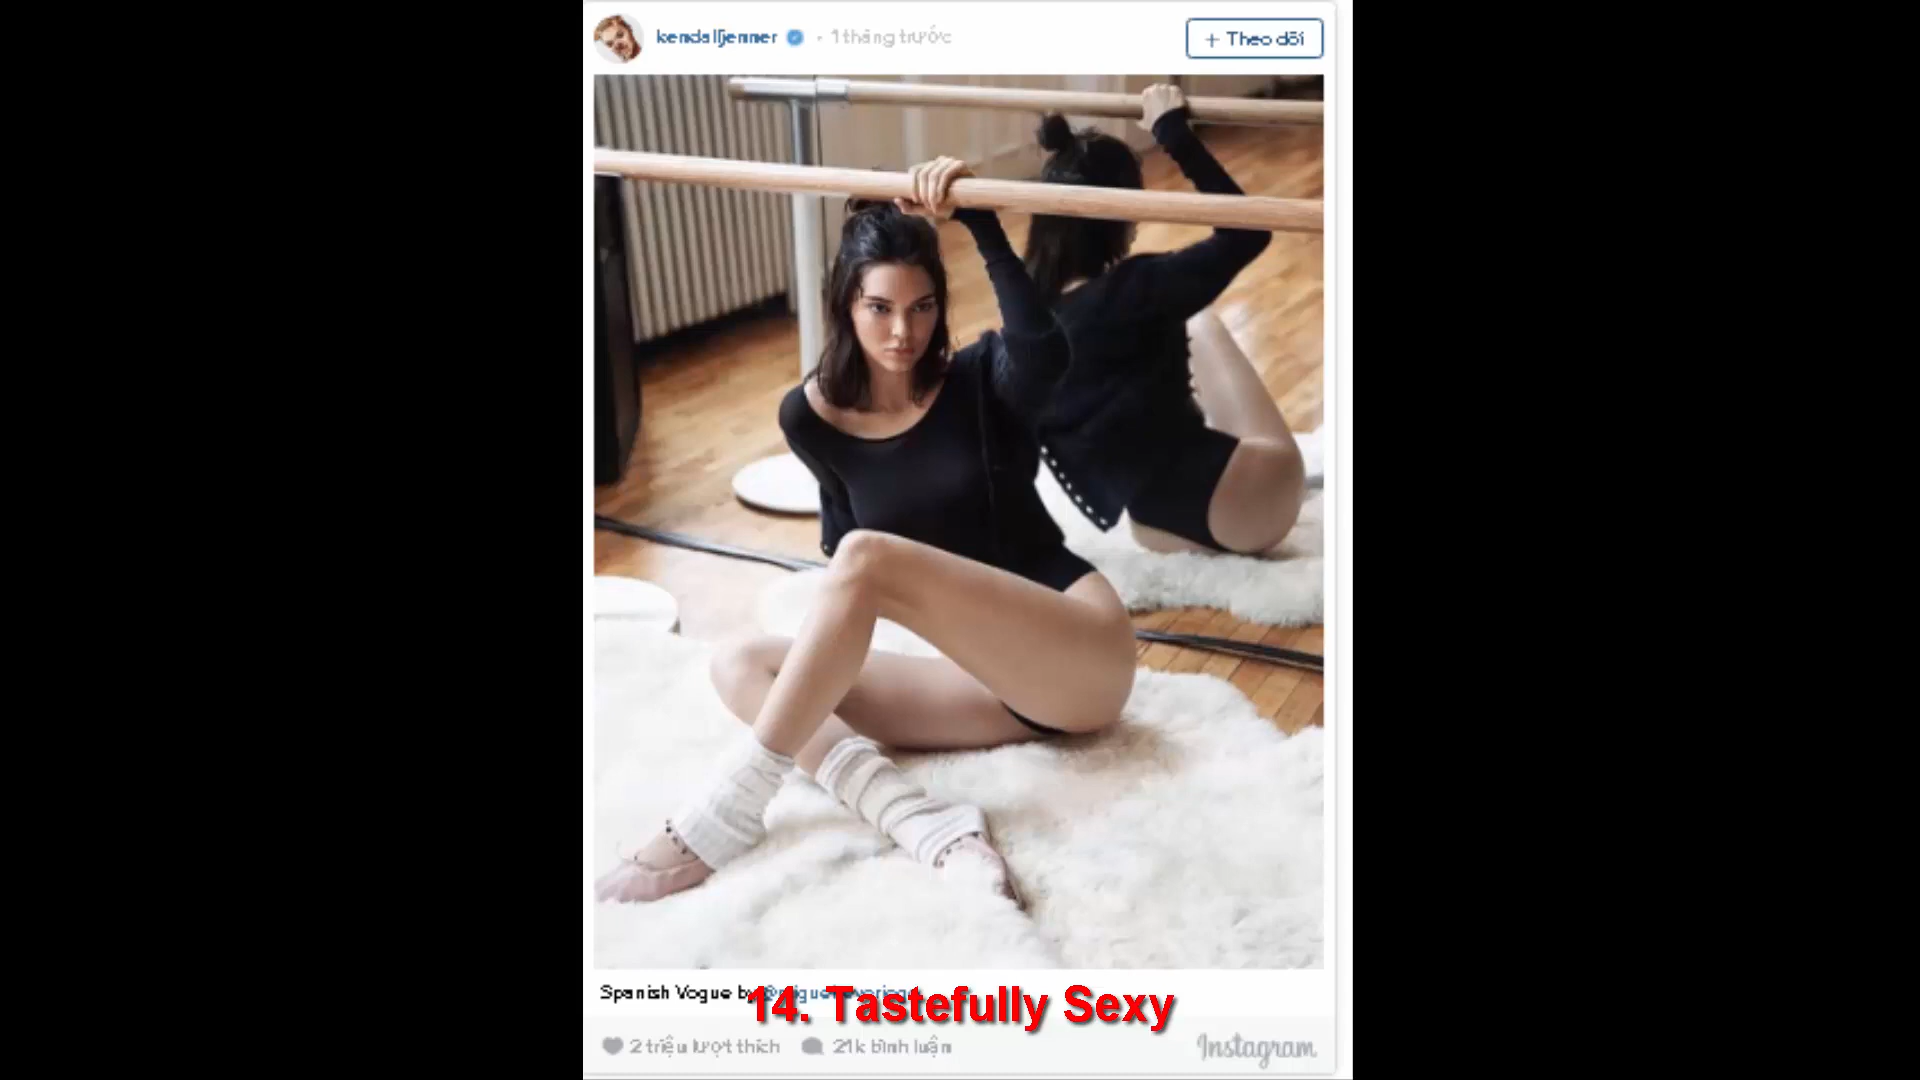 kendalljenner • 1 tháng trước
+ Theo dõi
Spanish Vogue by
14. Tastefully Sexy
2 triệu lượt thích 21k bình luận
Instagram